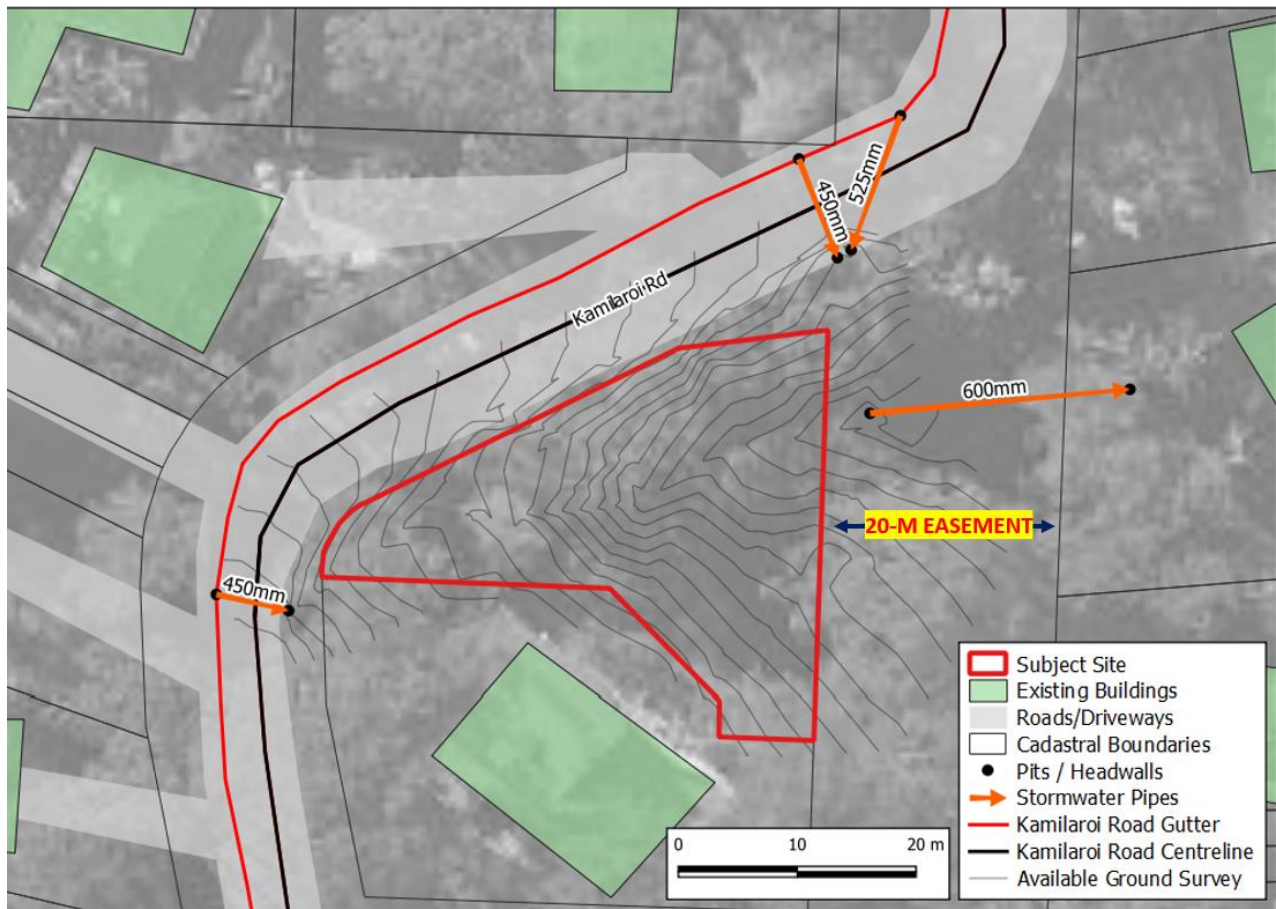 525mm
450mm
Kamilaroi Rd
600mm
20-M EASEMENT
450mm
Subject Site
Existing Buildings
Roads/Driveways
Cadastral Boundaries
Pits / Headwalls
Stormwater Pipes
Kamilaroi Road Gutter
Kamilaroi Road Centreline
Available Ground Survey
0 10 20 m